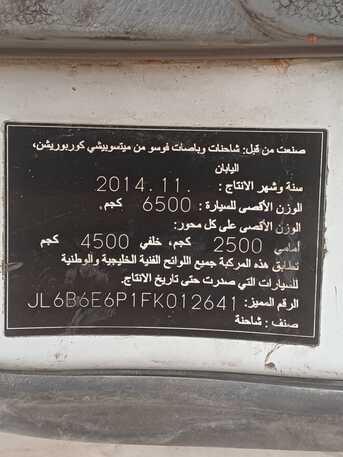 صنعت من قبل: شاحنات وباصات فوسو من ميتسوبيشي كوربوريشن،
اليابان
سنة وشهر الانتاج : 2014.11.
الوزن الأقصى للسيارة : 6500 كجم.
الوزن الأقصى على كل محور:
امامي 2500 كجم، خلفي 4500 كجم
تطابق هذه المركبة جميع اللوائح الفنية الخليجية والوطنية
للسيارات التي صدرت حتى تاريخ الانتاج.
الرقم المميز: JL6B6E6P1FK012641
صنف : شاحنة